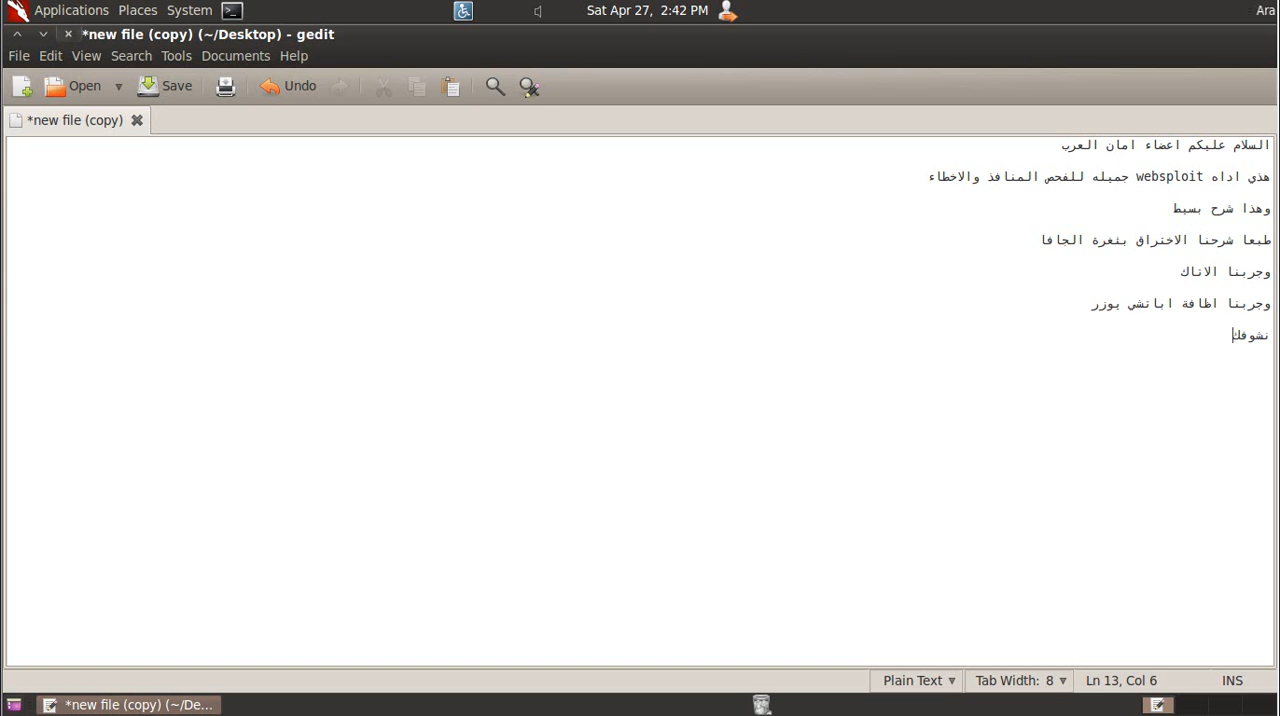 Applications Places System Sat Apr 27, 2:42 PM Ara
*new file (copy) (~/Desktop) - gedit
File Edit View Search Tools Documents Help
Open Save Undo
*new file (copy)
السلام عليكم اعضاء امان العرب
هذي اداه websploit جميله للفحص المنافذ والاخطاء
وهذا شرح بسيط
طبعا شرحنا الاختراق بثغرة الجافا
وجربنا الاتاك
وجربنا اظافة اباتشي يوزر
نشوفك
Plain Text Tab Width: 8 Ln 13, Col 6 INS
*new file (copy) (~/De...